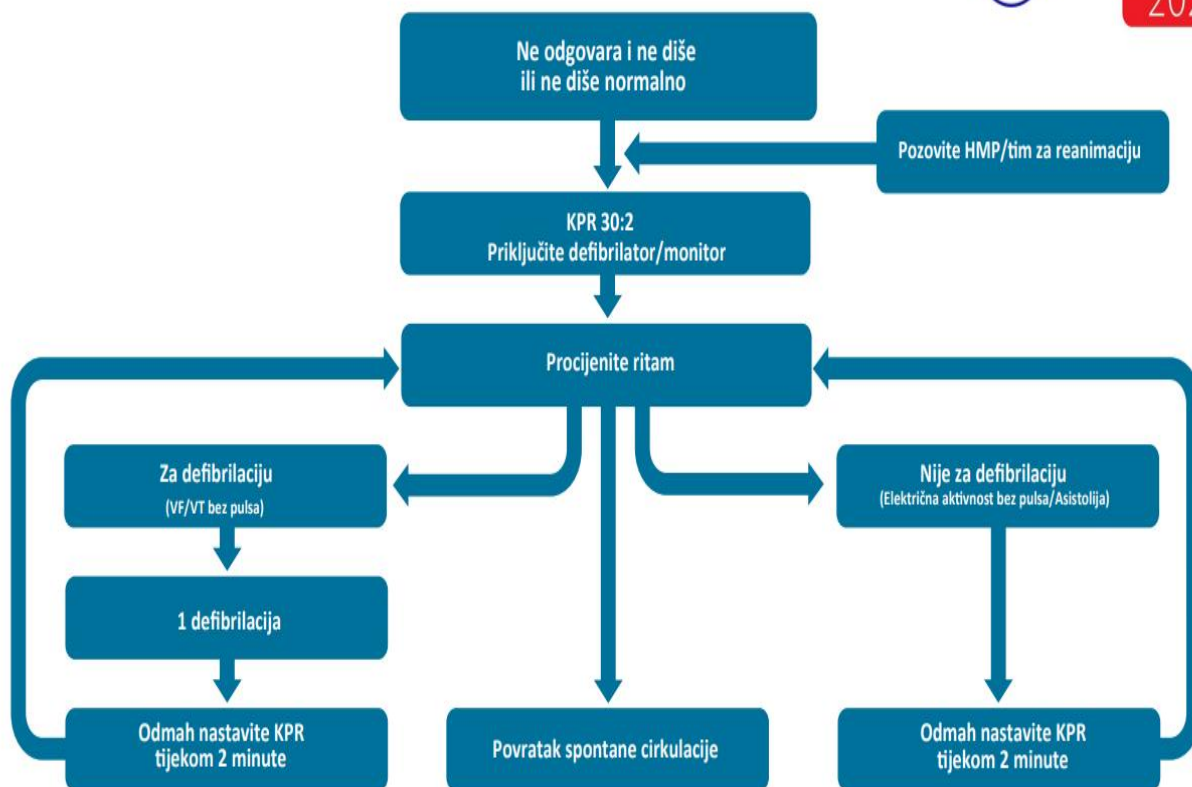 Ne odgovara i ne diše
ili ne diše normalno
Pozovite HMP/tim za reanimaciju
KPR 30:2
Priključite defibrilator/monitor
Procijenite ritam
Za defibrilaciju
(VF/VT bez pulsa)
Nije za defibrilaciju
(Električna aktivnost bez pulsa/Asistolija)
1 defibrilacija
Odmah nastavite KPR
tijekom 2 minute
Povratak spontane cirkulacije
Odmah nastavite KPR
tijekom 2 minute